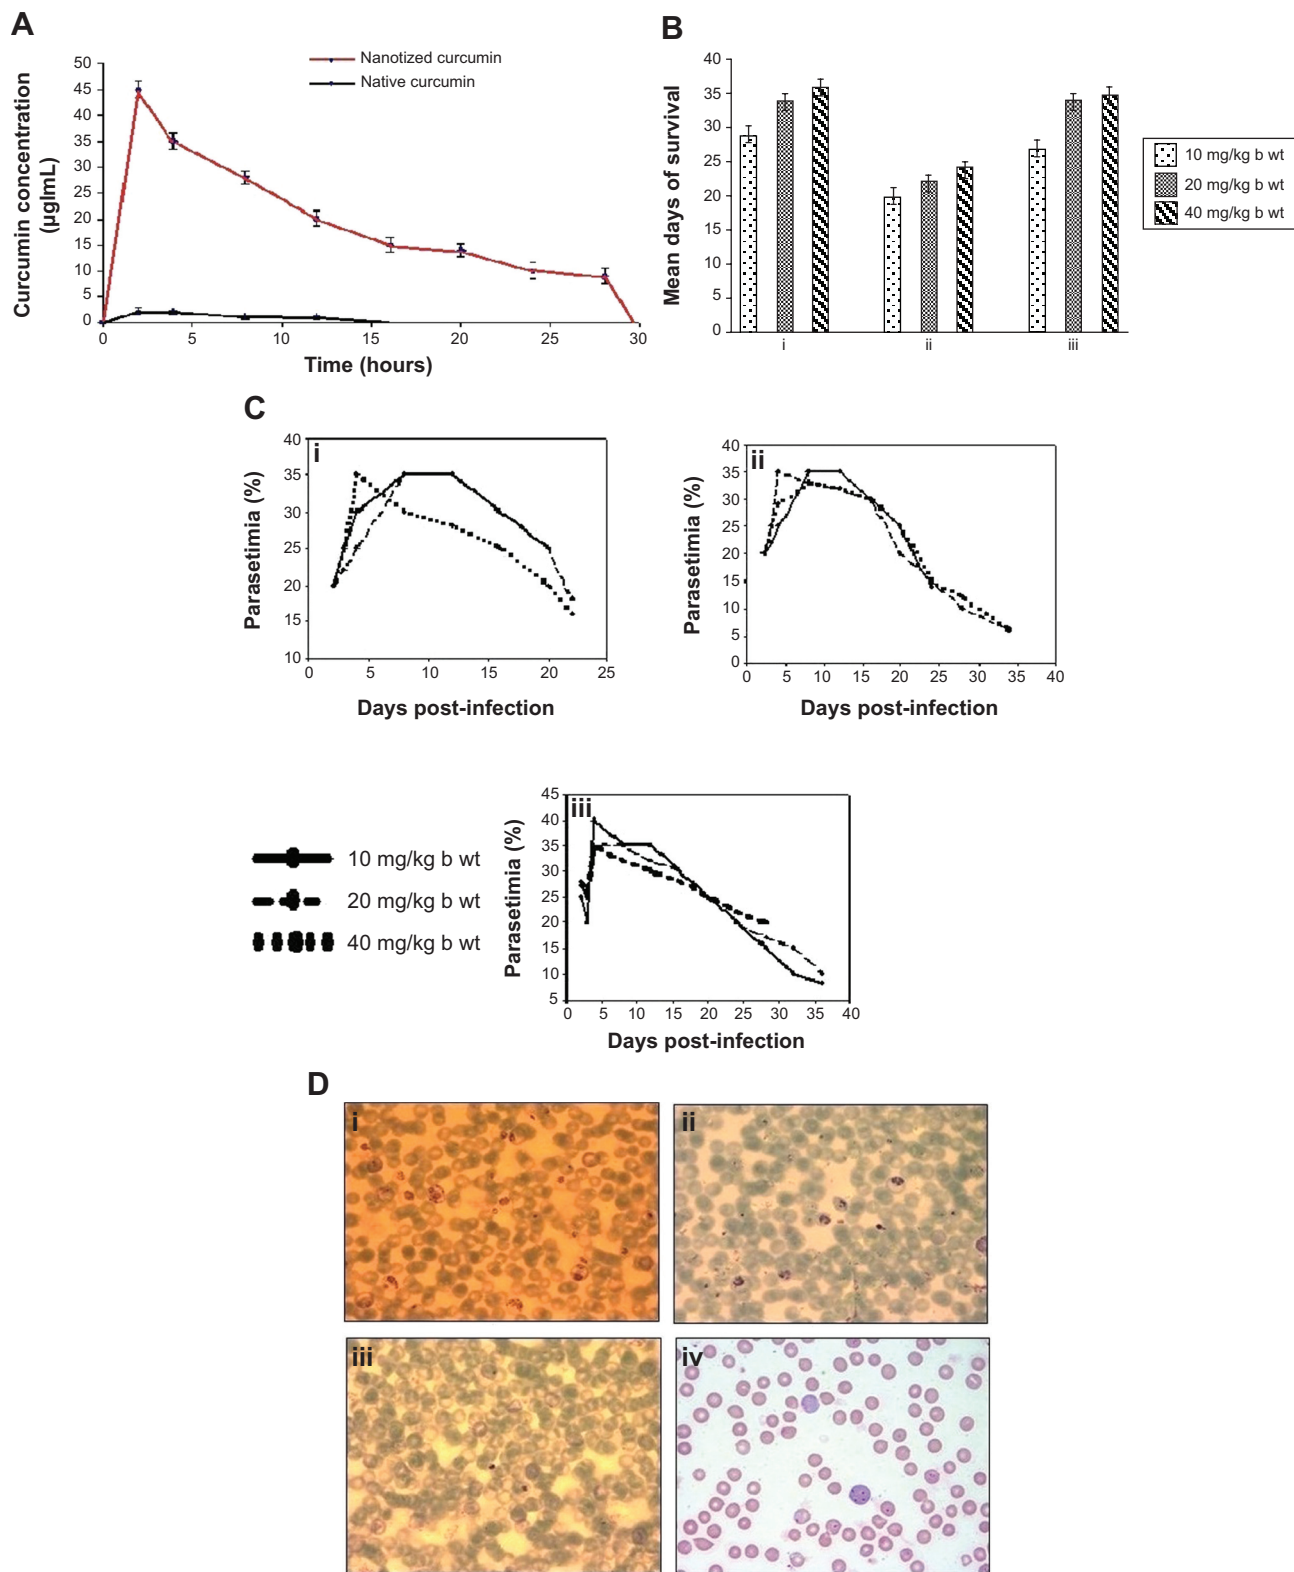 A
Nanotized curcumin
Native curcumin
Curcumin concentration
(µglmL)
50
45
40
35
30
25
20
15
10
5
0
0 5 10 15 20 25 30
Time (hours)
B
Mean days of survival
40
35
30
25
20
15
10
5
0
i ii iii
10 mg/kg b wt
20 mg/kg b wt
40 mg/kg b wt
C
i
Parasetimia (%)
40
35
30
25
20
15
10
0 5 10 15 20 25
Days post-infection
ii
Parasetimia (%)
40
35
30
25
20
15
10
5
0
0 5 10 15 20 25 30 35 40
Days post-infection
10 mg/kg b wt
20 mg/kg b wt
40 mg/kg b wt
iii
Parasetimia (%)
45
40
35
30
25
20
15
10
5
0 5 10 15 20 25 30 35 40
Days post-infection
D
i
ii
iii
iv